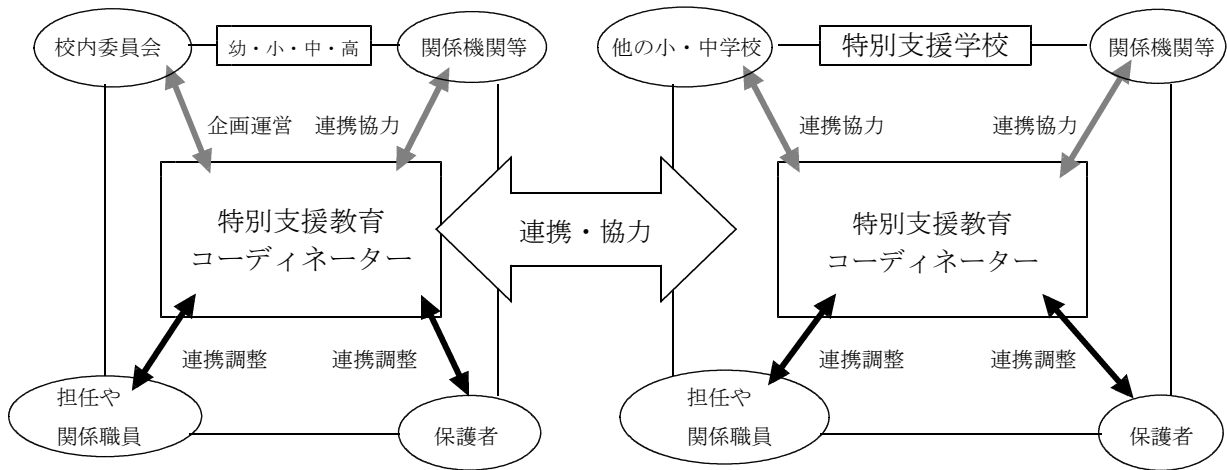 校内委員会
幼・小・中・高
関係機関等
企画運営
連携協力
特別支援教育
コーディネーター
連携調整
連携調整
担任や
関係職員
保護者
連携・協力
他の小・中学校
特別支援学校
関係機関等
連携協力
連携協力
特別支援教育
コーディネーター
連携調整
連携調整
担任や
関係職員
保護者